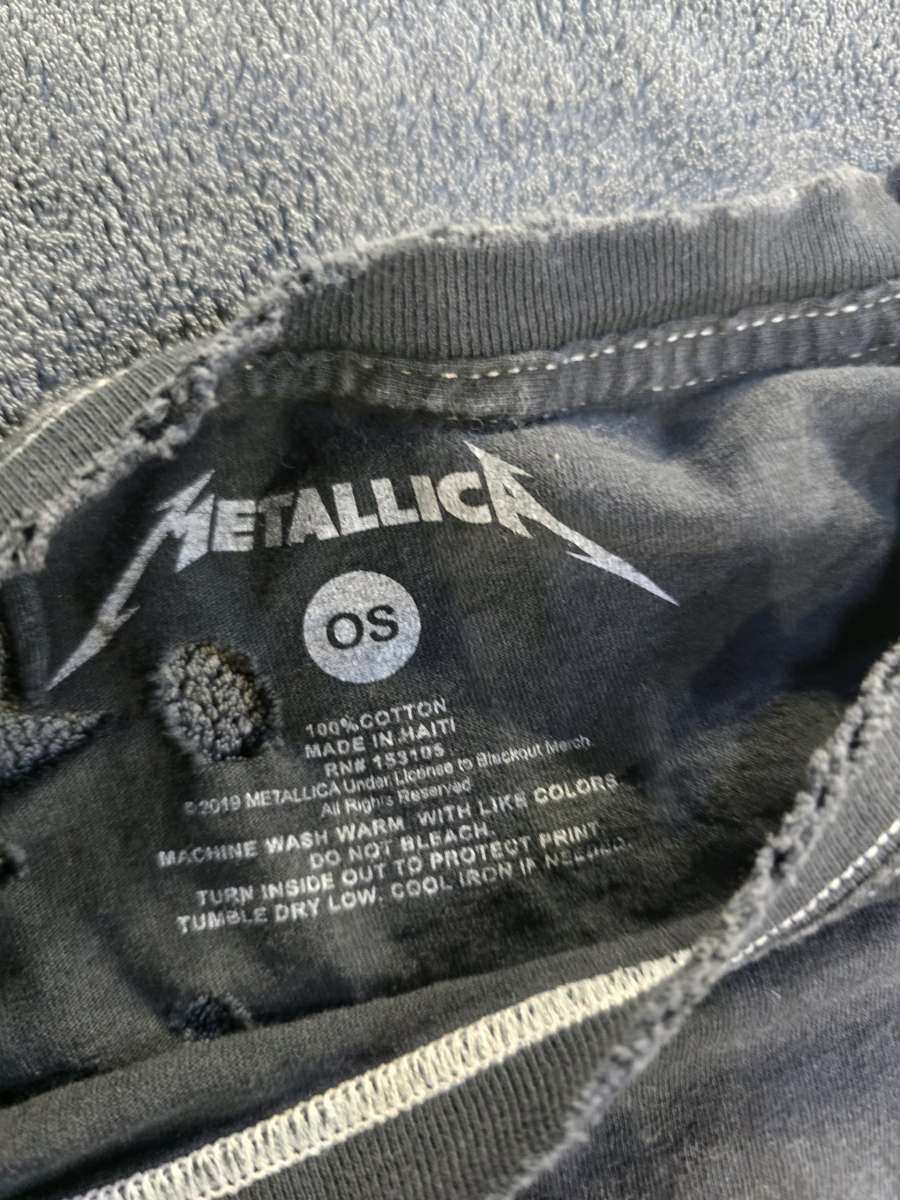 METALLICA
OS
100%COTTON
MADE IN HAITI
RN# 153105
©2019 METALLICA Under License to Blackout Merch
All Rights Reserved
MACHINE WASH WARM WITH LIKE COLORS
DO NOT BLEACH.
TURN INSIDE OUT TO PROTECT PRINT
TUMBLE DRY LOW. COOL IRON IF NEEDED.